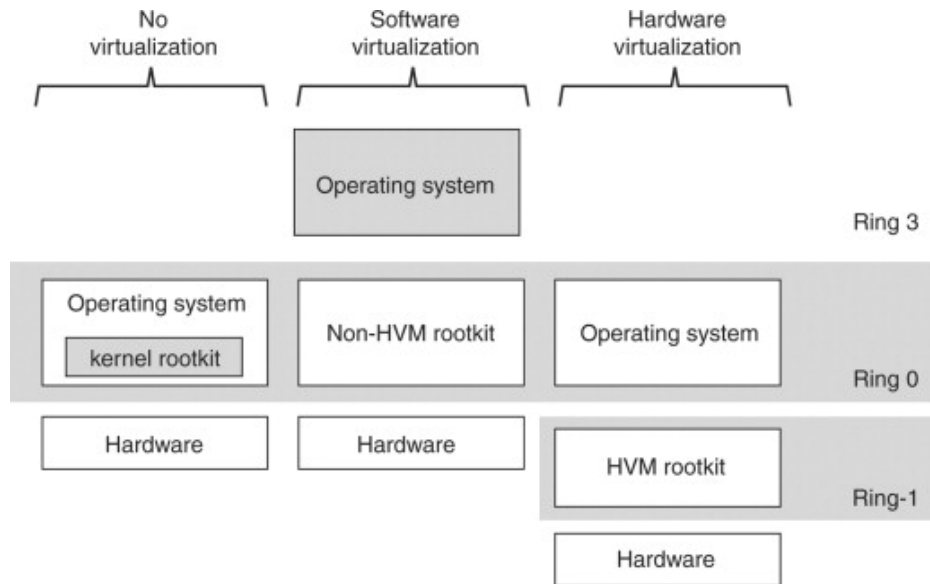 No
virtualization
Software
virtualization
Hardware
virtualization
Operating system
Ring 3
Operating system
kernel rootkit
Non-HVM rootkit
Operating system
Ring 0
Hardware
Hardware
HVM rootkit
Ring-1
Hardware